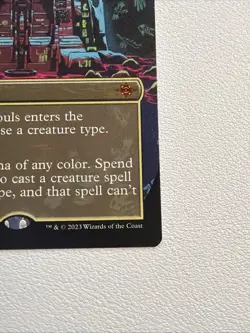 ouls enters the
se a creature type.
na of any color. Spend
o cast a creature spell
pe, and that spell can't
™ & © 2023 Wizards of the Coast